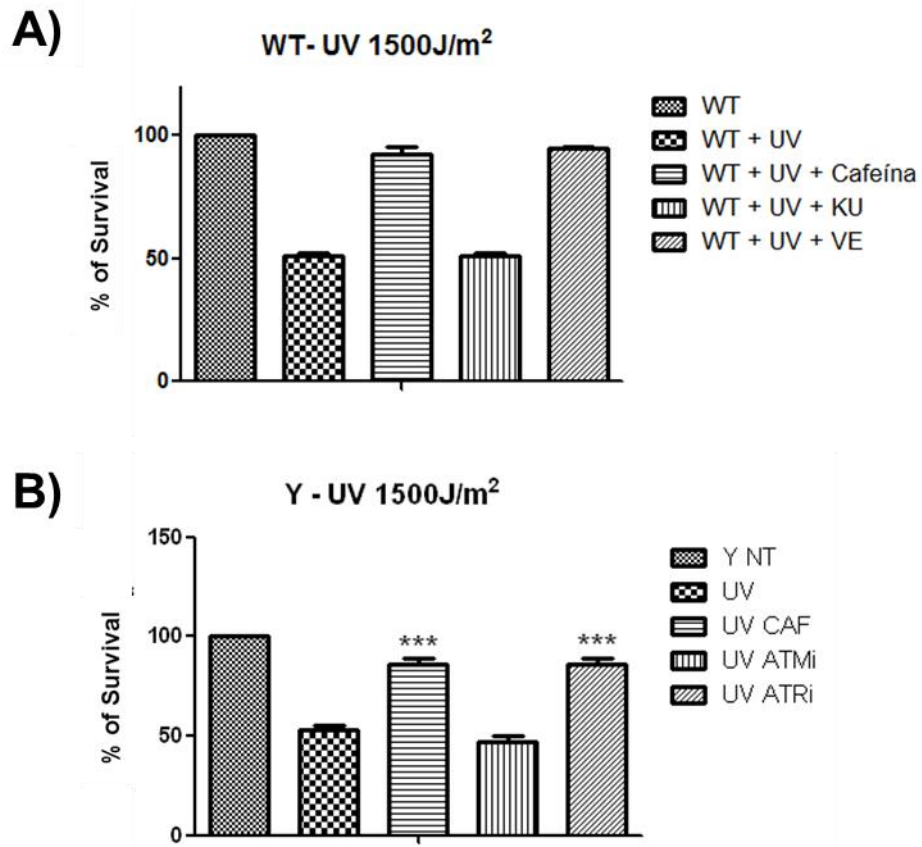 A)
WT- UV 1500J/m²
% of Survival
100
50
0
WT
WT + UV
WT + UV + Cafeína
WT + UV + KU
WT + UV + VE
B)
Y - UV 1500J/m²
% of Survival
150
100
50
0
***
***
Y NT
UV
UV CAF
UV ATMi
UV ATRi